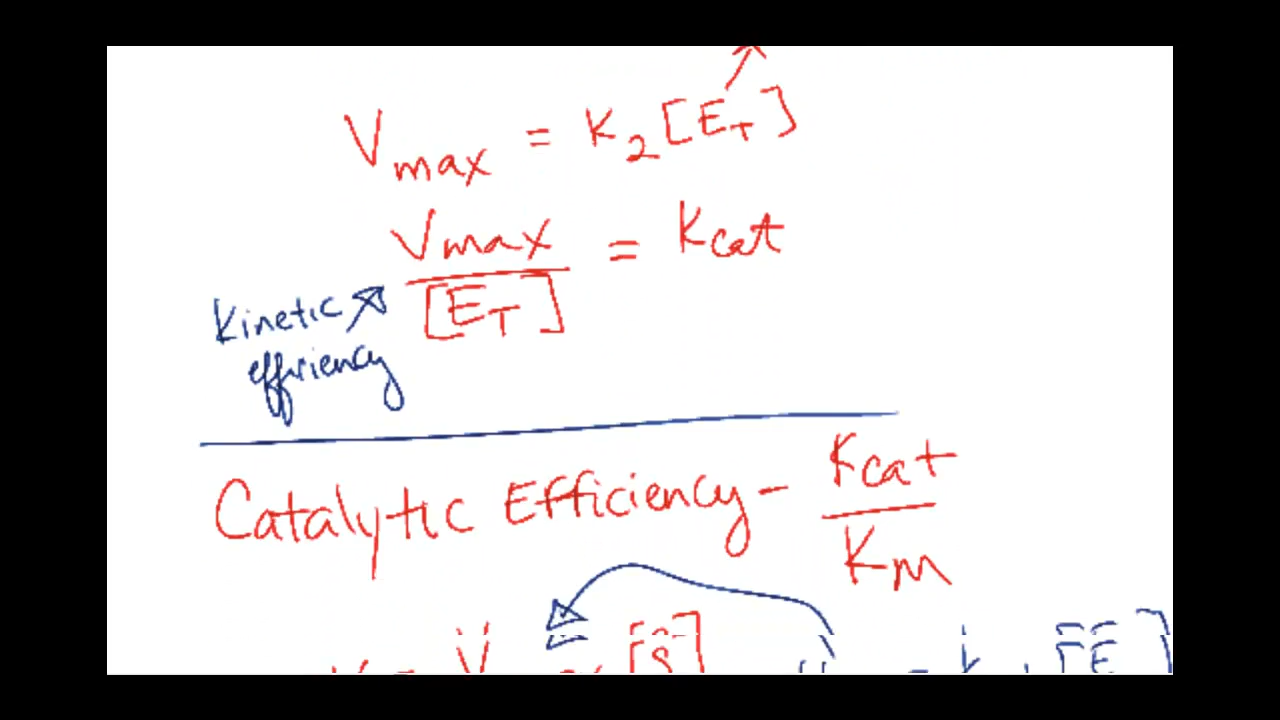 Vmax = K2[ET]
Vmax/[ET] = Kcat
Kinetic
efficiency
Catalytic Efficiency - Kcat/KM
[S]